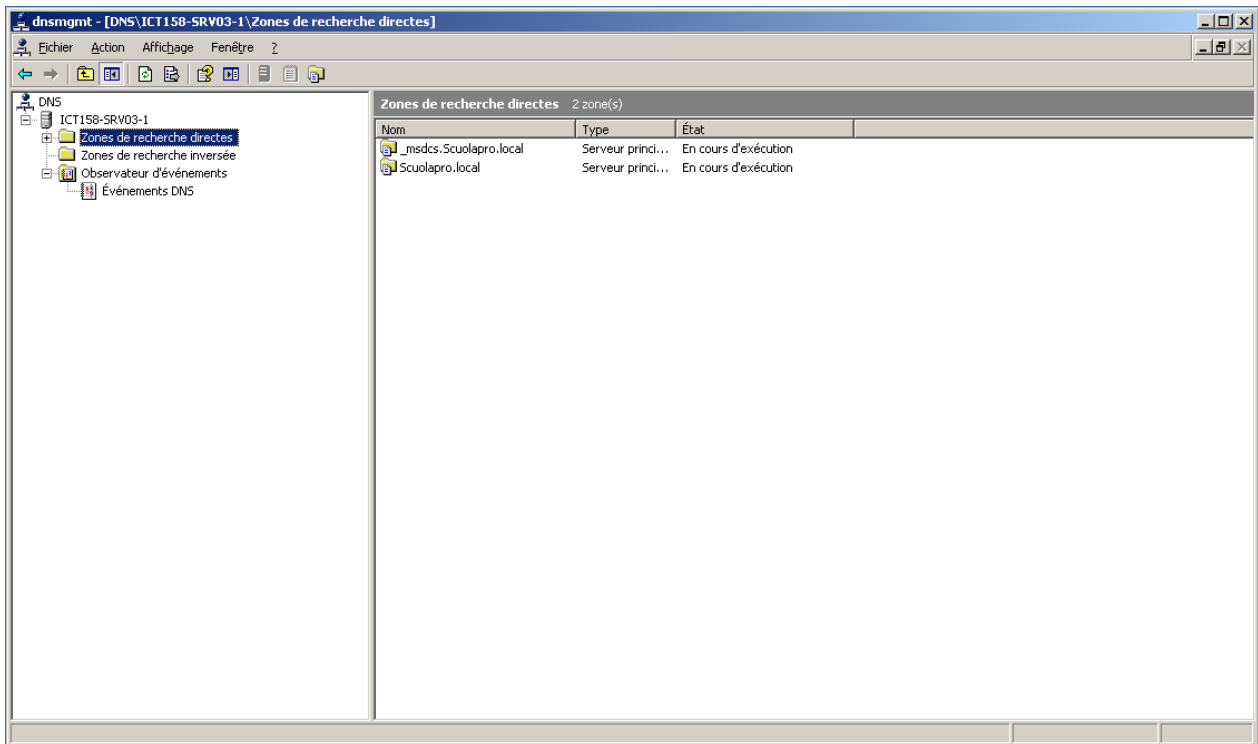 dnsmgmt - [DNS\ICT158-SRV03-1\Zones de recherche directes]
Fichier Action Affichage Fenêtre ?
DNS
ICT158-SRV03-1
Zones de recherche directes
Zones de recherche inversée
Observateur d'événements
Événements DNS
Zones de recherche directes 2 zone(s)
Nom Type État
_msdcs.Scuolapro.local Serveur princi... En cours d'exécution
Scuolapro.local Serveur princi... En cours d'exécution